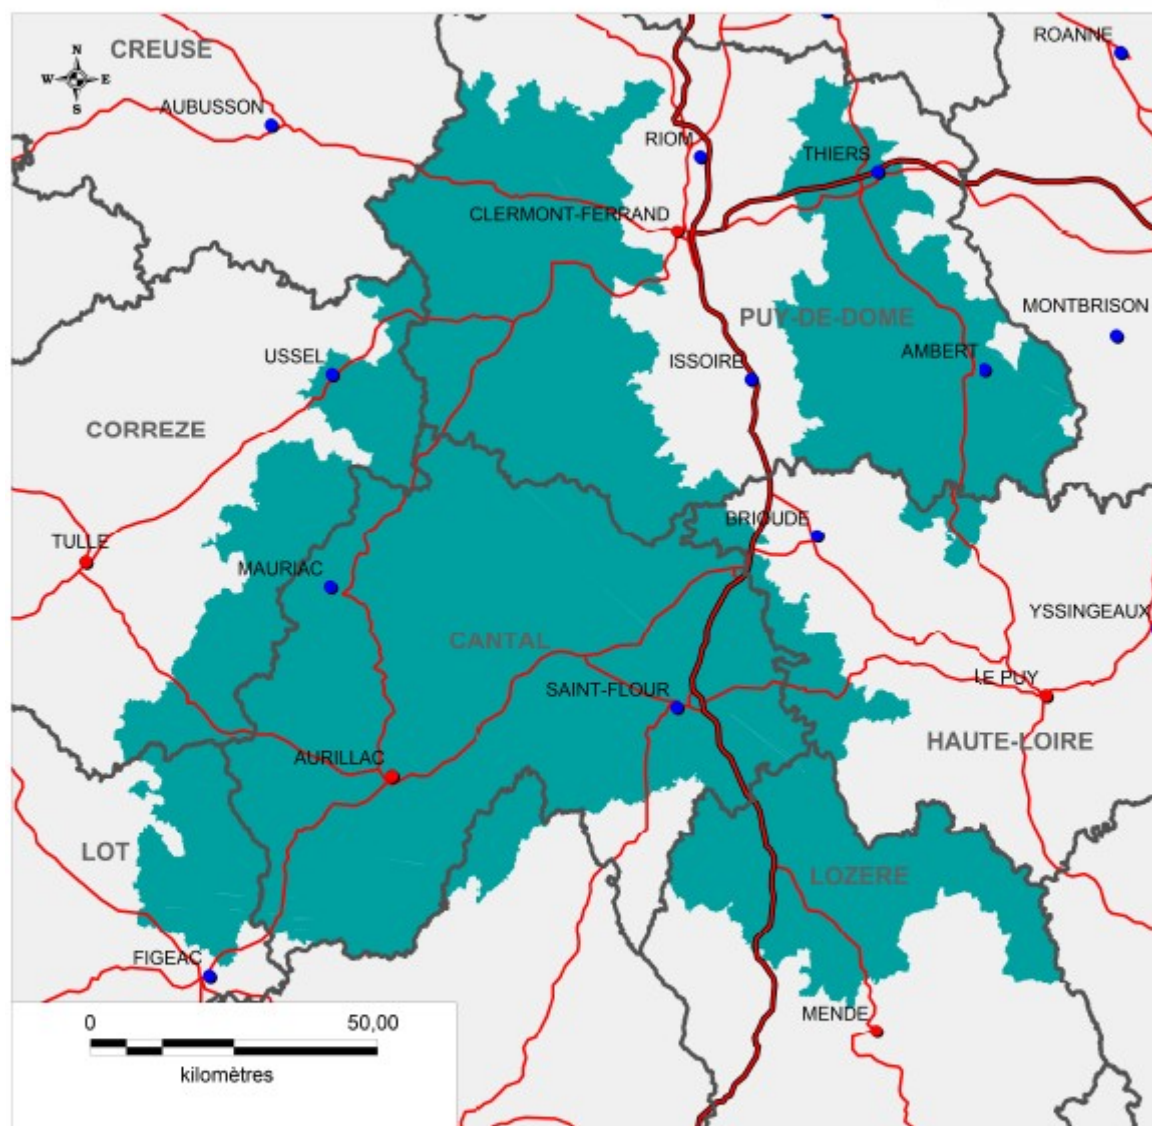 ROANNE
CREUSE
N
W E
S
AUBUSSON
RIOM
THIERS
CLERMONT-FERRAND
MONTBRISON
PUY-DE-DOME
USSEL
ISSOIRE
AMBERT
CORREZE
BRIOUDE
TULLE
MAURIAC
YSSINGEAUX
CANTAL
LE PUY
SAINT-FLOUR
HAUTE-LOIRE
AURILLAC
LOT
LOZERE
FIGEAC
MENDE
0 50,00
kilomètres